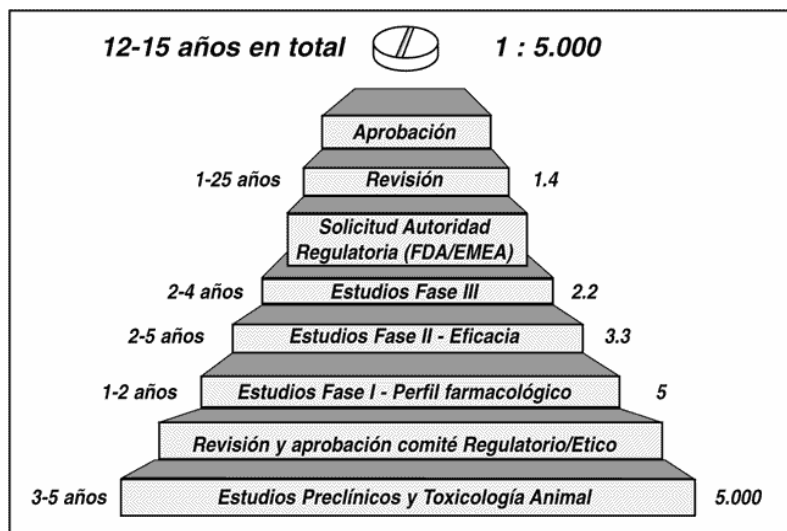 12-15 años en total 1 : 5.000
Aprobación
1-25 años Revisión 1.4
Solicitud Autoridad
Regulatoria (FDA/EMEA)
2-4 años Estudios Fase III 2.2
2-5 años Estudios Fase II - Eficacia 3.3
1-2 años Estudios Fase I - Perfil farmacológico 5
Revisión y aprobación comité Regulatorio/Etico
3-5 años Estudios Preclínicos y Toxicología Animal 5.000